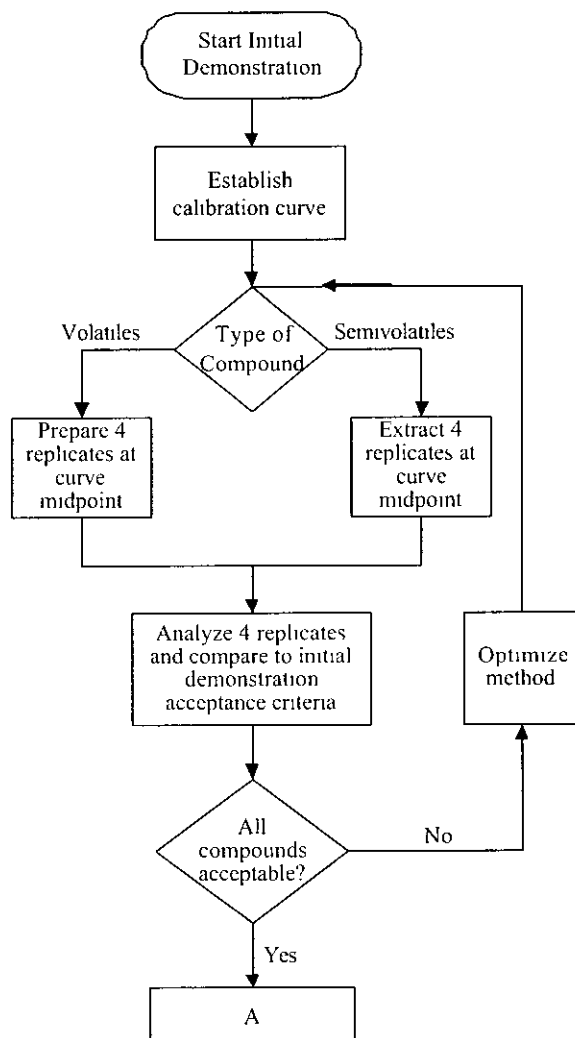 Start Initial
Demonstration
Establish
calibration curve
Volatiles
Type of
Compound
Semivolatiles
Prepare 4
replicates at
curve
midpoint
Extract 4
replicates at
curve
midpoint
Analyze 4 replicates
and compare to initial
demonstration
acceptance criteria
Optimize
method
All
compounds
acceptable?
No
Yes
A